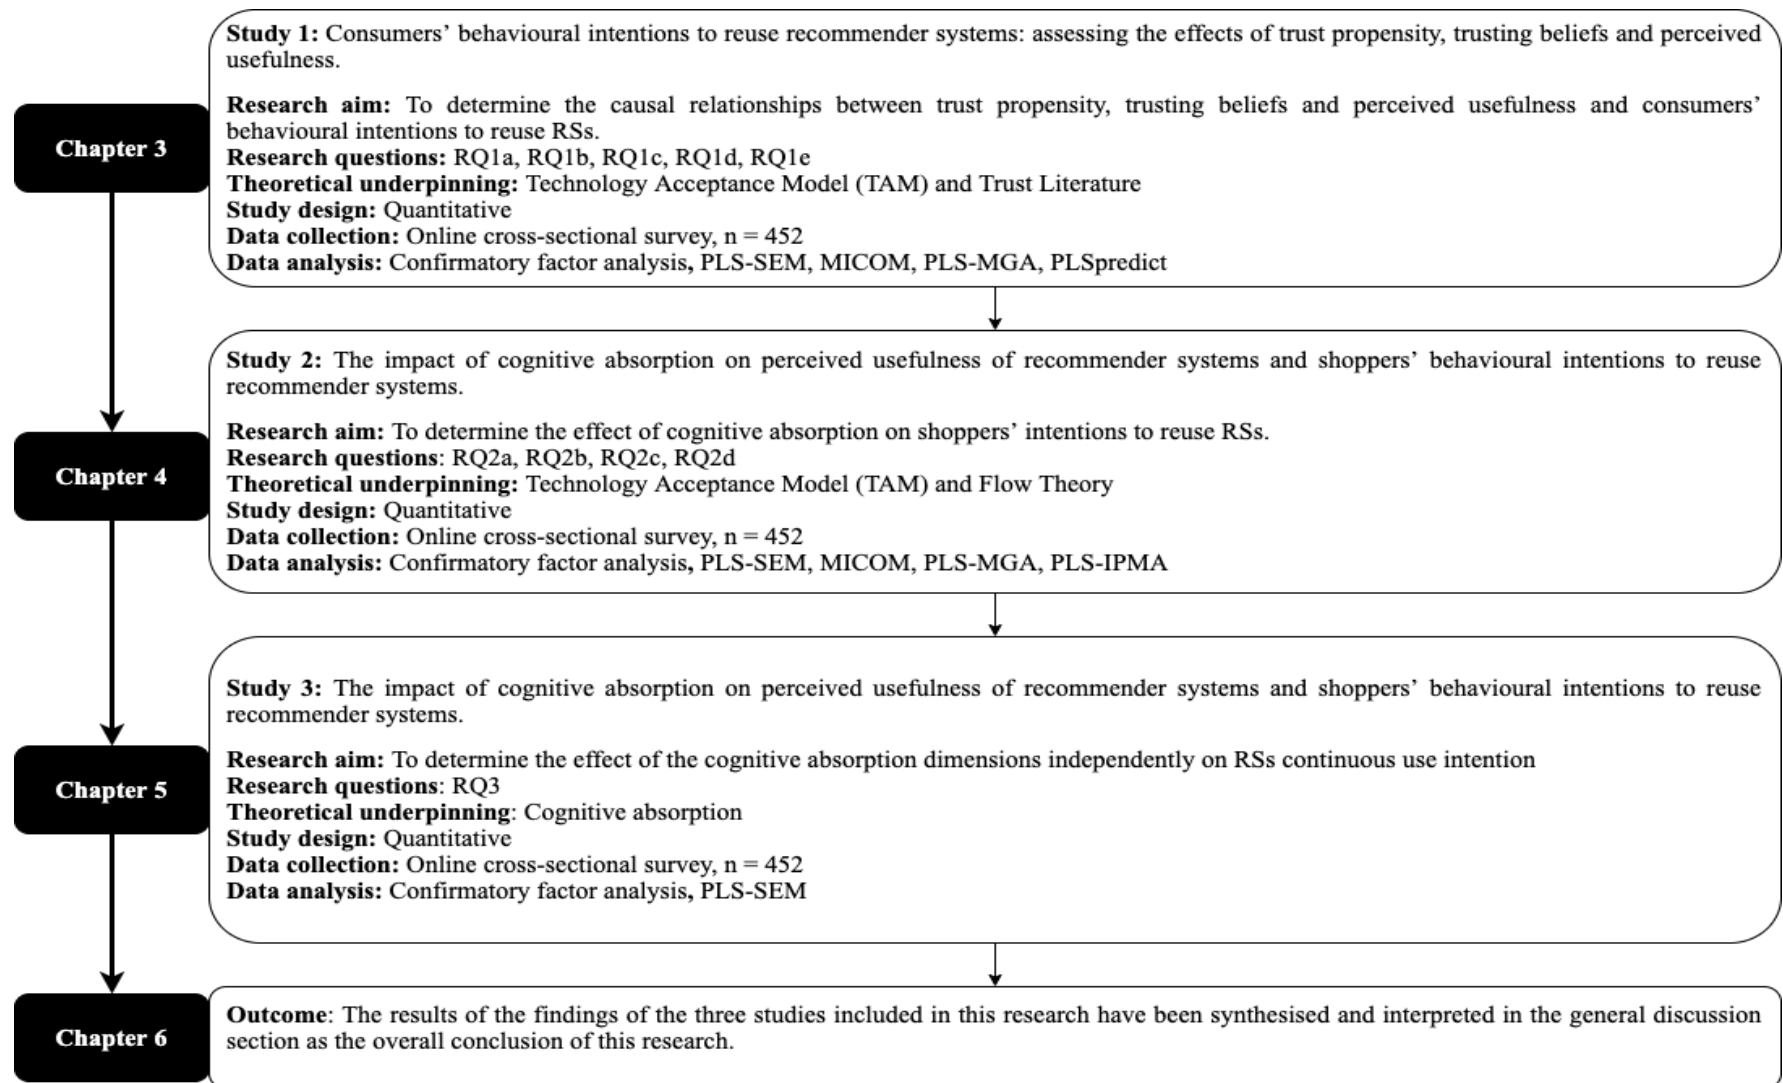 Study 1: Consumers’ behavioural intentions to reuse recommender systems: assessing the effects of trust propensity, trusting beliefs and perceived
usefulness.
Chapter 3
Research aim: To determine the causal relationships between trust propensity, trusting beliefs and perceived usefulness and consumers’
behavioural intentions to reuse RSs.
Research questions: RQ1a, RQ1b, RQ1c, RQ1d, RQ1e
Theoretical underpinning: Technology Acceptance Model (TAM) and Trust Literature
Study design: Quantitative
Data collection: Online cross-sectional survey, n = 452
Data analysis: Confirmatory factor analysis, PLS-SEM, MICOM, PLS-MGA, PLSpredict
Study 2: The impact of cognitive absorption on perceived usefulness of recommender systems and shoppers’ behavioural intentions to reuse
recommender systems.
Chapter 4
Research aim: To determine the effect of cognitive absorption on shoppers’ intentions to reuse RSs.
Research questions: RQ2a, RQ2b, RQ2c, RQ2d
Theoretical underpinning: Technology Acceptance Model (TAM) and Flow Theory
Study design: Quantitative
Data collection: Online cross-sectional survey, n = 452
Data analysis: Confirmatory factor analysis, PLS-SEM, MICOM, PLS-MGA, PLS-IPMA
Study 3: The impact of cognitive absorption on perceived usefulness of recommender systems and shoppers’ behavioural intentions to reuse
recommender systems.
Chapter 5
Research aim: To determine the effect of the cognitive absorption dimensions independently on RSs continuous use intention
Research questions: RQ3
Theoretical underpinning: Cognitive absorption
Study design: Quantitative
Data collection: Online cross-sectional survey, n = 452
Data analysis: Confirmatory factor analysis, PLS-SEM
Chapter 6
Outcome: The results of the findings of the three studies included in this research have been synthesised and interpreted in the general discussion
section as the overall conclusion of this research.